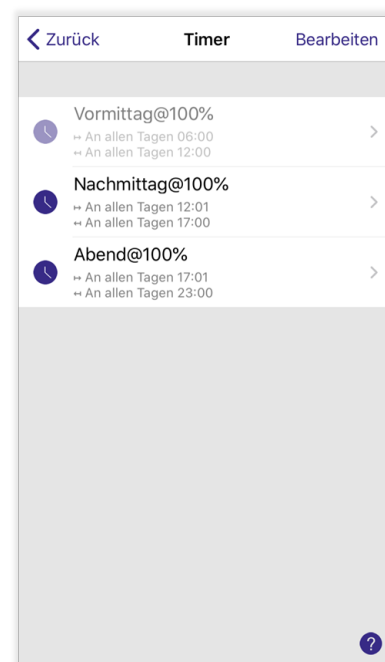 Zurück Timer Bearbeiten
Vormittag@100%
↦ An allen Tagen 06:00
↤ An allen Tagen 12:00
Nachmittag@100%
↦ An allen Tagen 12:01
↤ An allen Tagen 17:00
Abend@100%
↦ An allen Tagen 17:01
↤ An allen Tagen 23:00
?